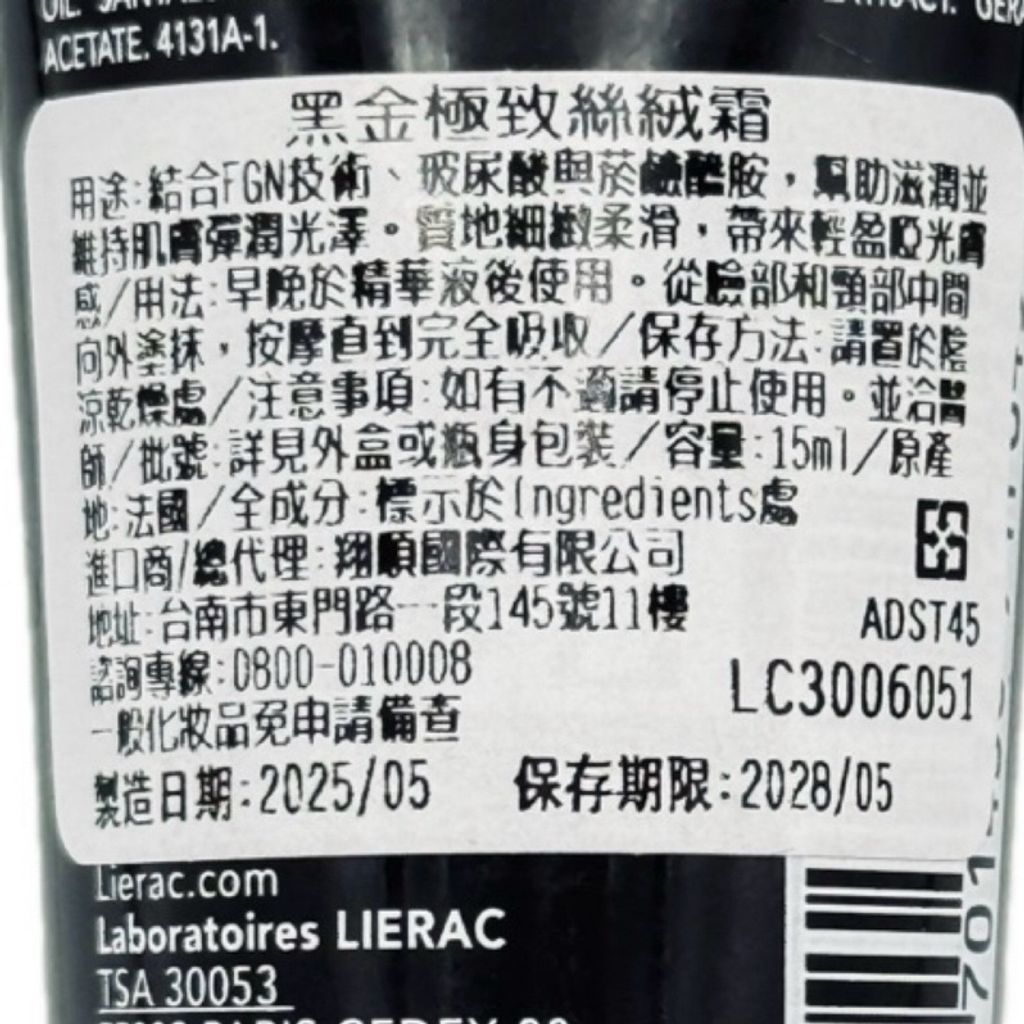 ACETATE. 4131A-1.
黑金極致絲絨霜
用途:結合FGN技術、玻尿酸與菸鹼醯胺，幫助滋潤並
維持肌膚彈潤光澤。質地細緻柔滑，帶來輕盈啞光膚
感/用法:早晚於精華液後使用。從臉部和頸部中間
向外塗抹，按摩直到完全吸收/保存方法:請置於陰
涼乾燥處/注意事項:如有不適請停止使用。並洽醫
師/批號:詳見外盒或瓶身包裝/容量:15ml/原產
地:法國/全成分:標示於Ingredients處
進口商/總代理:翔順國際有限公司
地址:台南市東門路一段145號11樓
ADST45
諮詢專線:0800-010008
LC3006051
一般化妝品免申請備查
製造日期:2025/05 保存期限:2028/05
Lierac.com
Laboratoires LIERAC
TSA 30053